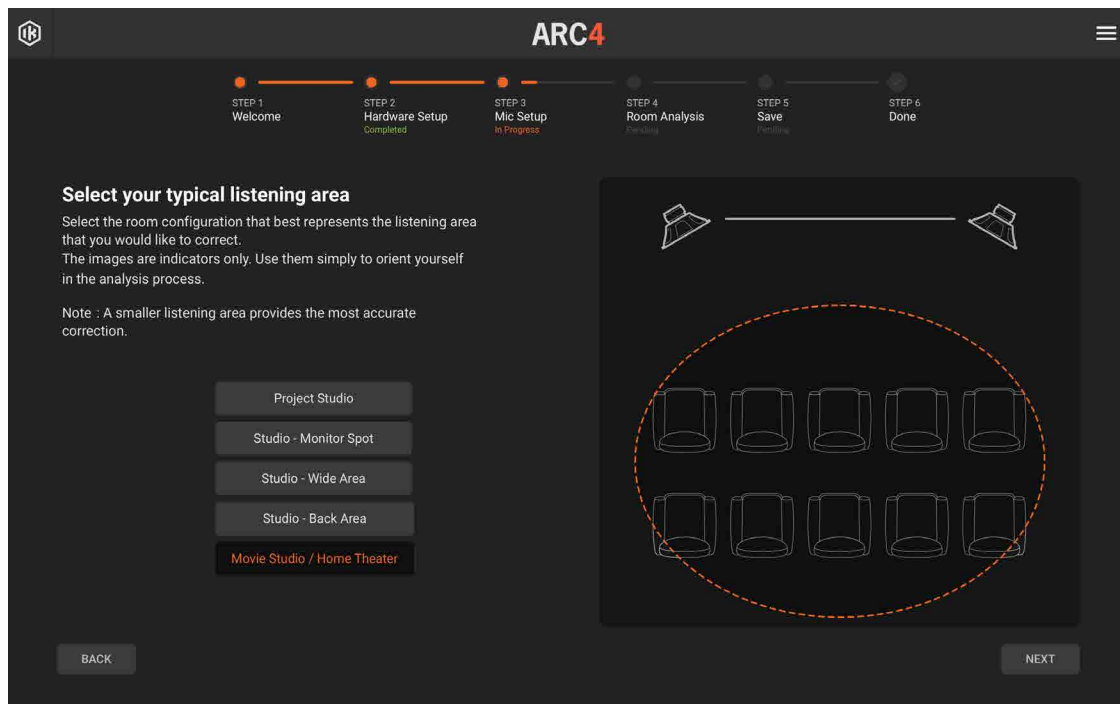 IK
ARC4
STEP 1
Welcome
STEP 2
Hardware Setup
Completed
STEP 3
Mic Setup
In Progress
STEP 4
Room Analysis
Pending
STEP 5
Save
Pending
STEP 6
Done
Select your typical listening area
Select the room configuration that best represents the listening area
that you would like to correct.
The images are indicators only. Use them simply to orient yourself
in the analysis process.
Note : A smaller listening area provides the most accurate
correction.
Project Studio
Studio - Monitor Spot
Studio - Wide Area
Studio - Back Area
Movie Studio / Home Theater
BACK
NEXT